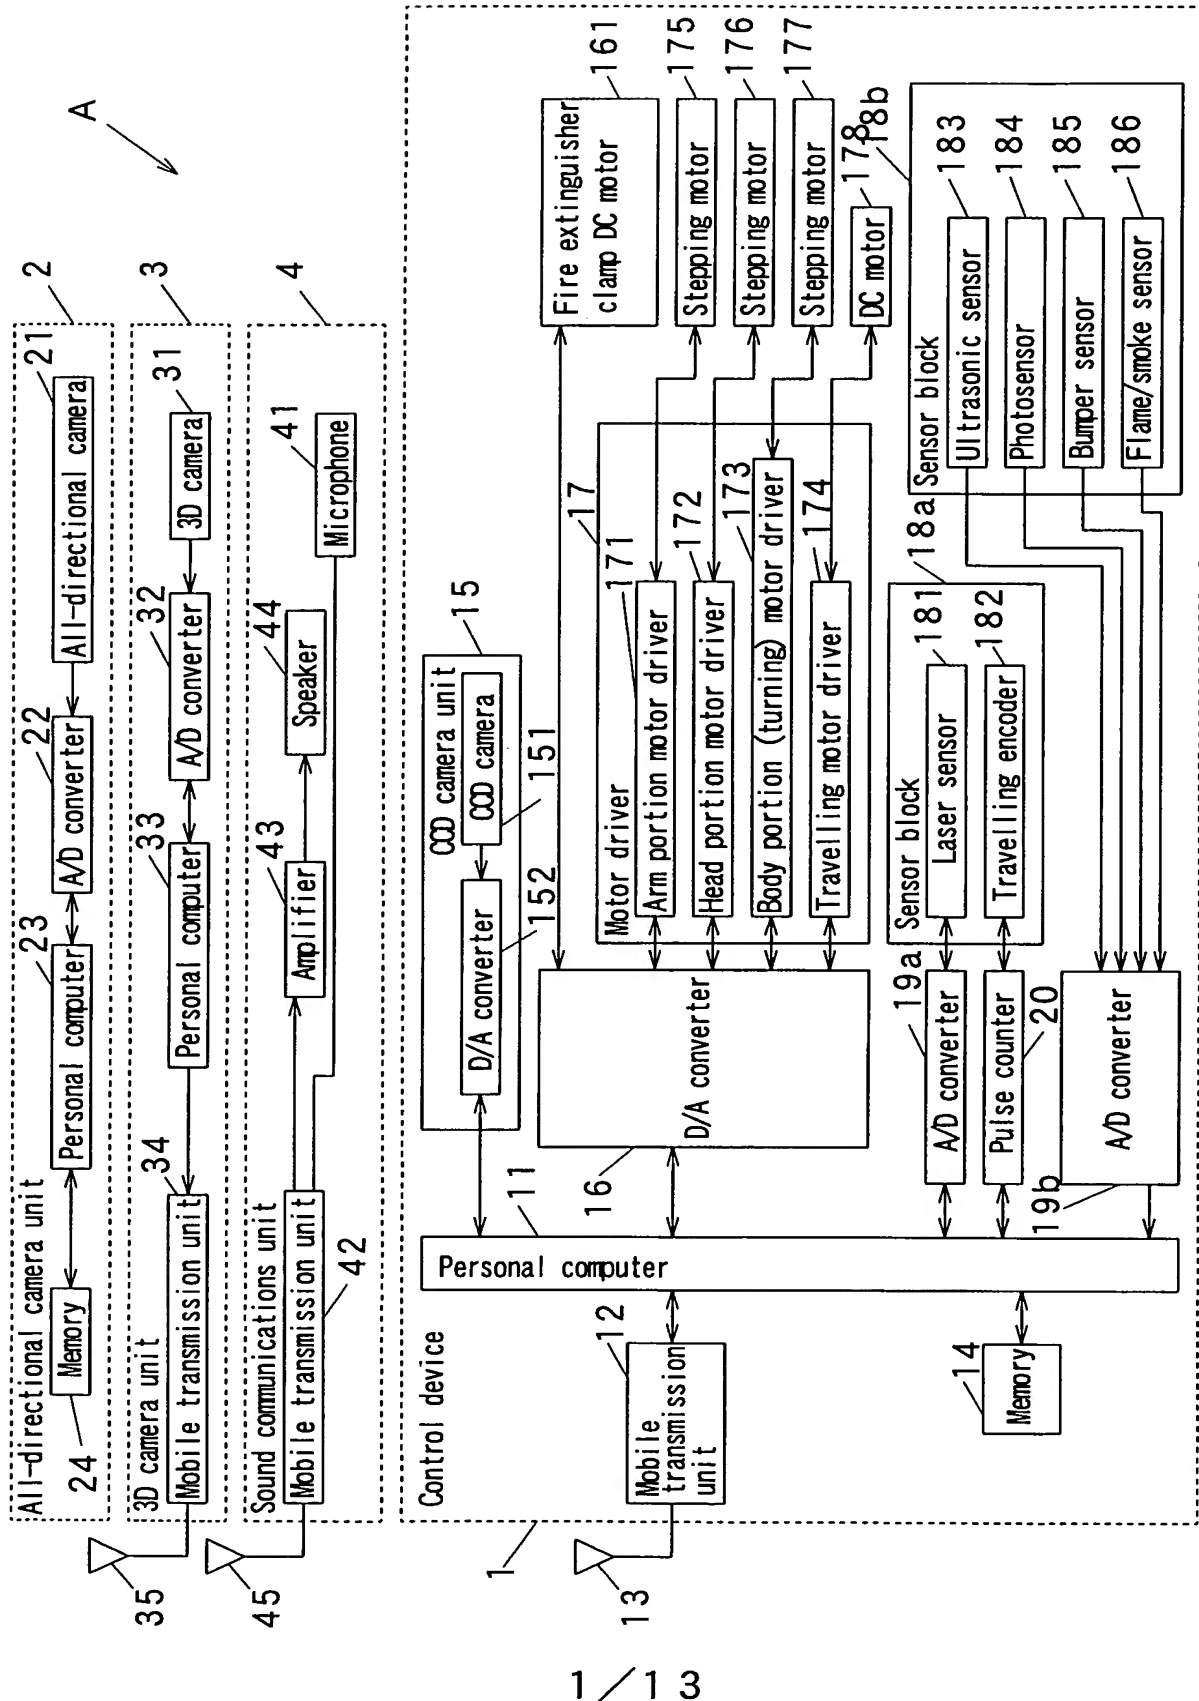 A
All-directional camera unit
2
Memory
24
Personal computer
23
A/D converter
22
All-directional camera
21
3D camera unit
3
Mobile transmission unit
34
Personal computer
33
A/D converter
32
3D camera
31
35
Sound communications unit
4
Mobile transmission unit
42
Amplifier
43
Speaker
44
Microphone
41
45
Control device
1
Mobile
transmission
unit
12
13
Memory
14
Personal computer
11
CCD camera unit
15
D/A converter
152
CCD camera
151
D/A converter
16
Motor driver
17
Arm portion motor driver
171
Head portion motor driver
172
Body portion (turning) motor driver
173
Travelling motor driver
174
Fire extinguisher
clamp DC motor
161
Stepping motor
175
Stepping motor
176
Stepping motor
177
DC motor
178
A/D converter
19a
Pulse counter
20
Sensor block
18a
Laser sensor
181
Travelling encoder
182
A/D converter
19b
Sensor block
18b
Ultrasonic sensor
183
Photosensor
184
Bumper sensor
185
Flame/smoke sensor
186
1/13